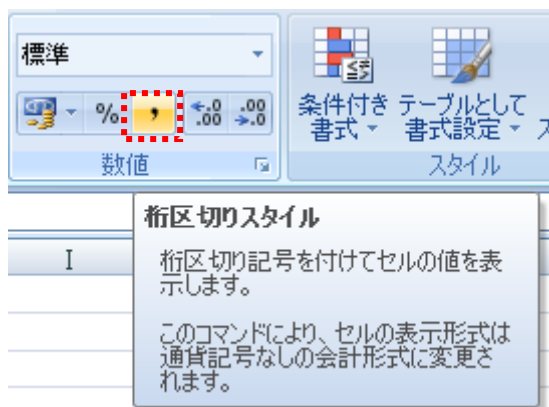 標準
% , .0 .00 .00 .0
数値
条件付き
書式
テーブルとして
書式設定
スタイル
桁区切りスタイル
I
桁区切り記号を付けてセルの値を表
示します。
このコマンドにより、セルの表示形式は
通貨記号なしの会計形式に変更さ
れます。